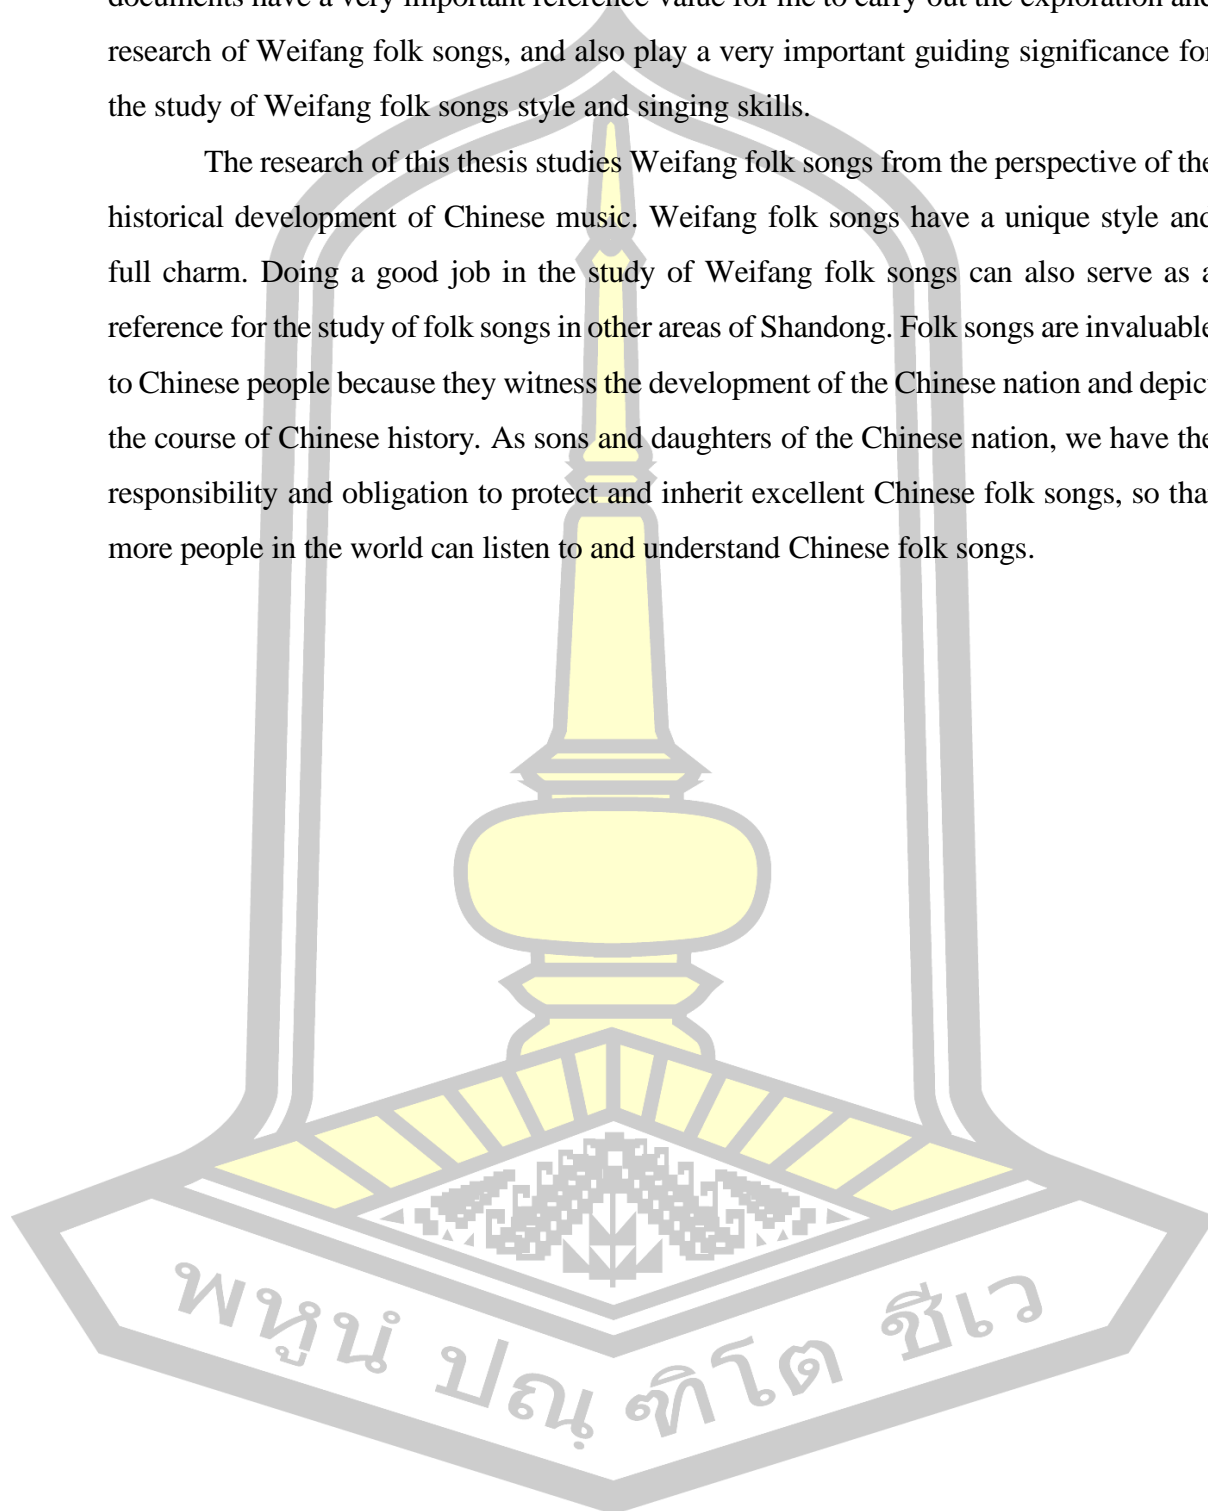 documents have a very important reference value for me to carry out the exploration and
research of Weifang folk songs, and also play a very important guiding significance for
the study of Weifang folk songs style and singing skills.
The research of this thesis studies Weifang folk songs from the perspective of the
historical development of Chinese music. Weifang folk songs have a unique style and
full charm. Doing a good job in the study of Weifang folk songs can also serve as a
reference for the study of folk songs in other areas of Shandong. Folk songs are invaluable
to Chinese people because they witness the development of the Chinese nation and depict
the course of Chinese history. As sons and daughters of the Chinese nation, we have the
responsibility and obligation to protect and inherit excellent Chinese folk songs, so that
more people in the world can listen to and understand Chinese folk songs.
พหูนํ ปณฺ ฑิโต ชีเว